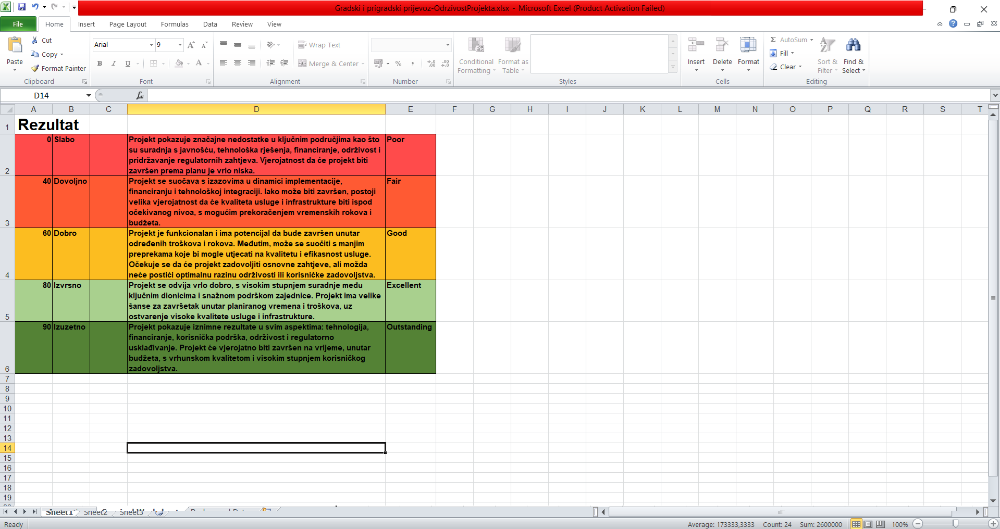 Gradski i prigradski prijevoz-OdrzivostProjekta.xlsx - Microsoft Excel (Product Activation Failed)
File Home Insert Page Layout Formulas Data Review View
Paste
Cut
Copy
Format Painter
Clipboard
Arial 9
B I U
Font
Wrap Text
Merge & Center
Alignment
%
Number
Conditional Formatting
Format as Table
Styles
Insert Delete Format
Cells
AutoSum
Fill
Clear
Sort & Filter
Find & Select
Editing
D14
fx
A B C D E F G H I J K L M N O P Q R S T
1 Rezultat
2
0 Slabo
Projekt pokazuje značajne nedostatke u ključnim područjima kao što
su suradnja s javnošću, tehnološka rješenja, financiranje, održivost i
pridržavanje regulatornih zahtjeva. Vjerojatnost da će projekt biti
završen prema planu je vrlo niska.
Poor
3
40 Dovoljno
Projekt se suočava s izazovima u dinamici implementacije,
financiranju i tehnološkoj integraciji. Iako može biti završen, postoji
velika vjerojatnost da će kvaliteta usluge i infrastrukture biti ispod
očekivanog nivoa, s mogućim prekoračenjem vremenskih rokova i
budžeta.
Fair
4
60 Dobro
Projekt je funkcionalan i ima potencijal da bude završen unutar
određenih troškova i rokova. Međutim, može se suočiti s manjim
preprekama koje bi mogle utjecati na kvalitetu i efikasnost usluge.
Očekuje se da će projekt zadovoljiti osnovne zahtjeve, ali možda
neće postići optimalnu razinu održivosti ili korisničke zadovoljstva.
Good
5
80 Izvrsno
Projekt se odvija vrlo dobro, s visokim stupnjem suradnje među
ključnim dionicima i snažnom podrškom zajednice. Projekt ima velike
šanse za završetak unutar planiranog vremena i troškova, uz
ostvarenje visoke kvalitete usluge i infrastrukture.
Excellent
6
90 Izuzetno
Projekt pokazuje iznimne rezultate u svim aspektima: tehnologija,
financiranje, korisnička podrška, održivost i regulatorno
usklađivanje. Projekt će vjerojatno biti završen na vrijeme, unutar
budžeta, s vrhunskom kvalitetom i visokim stupnjem korisničkog
zadovoljstva.
Outstanding
7
8
9
10
11
12
13
14
15
16
17
18
19
Sheet1 Sheet2 Sheet3
Ready
Average: 173333,3333 Count: 24 Sum: 2600000 100%